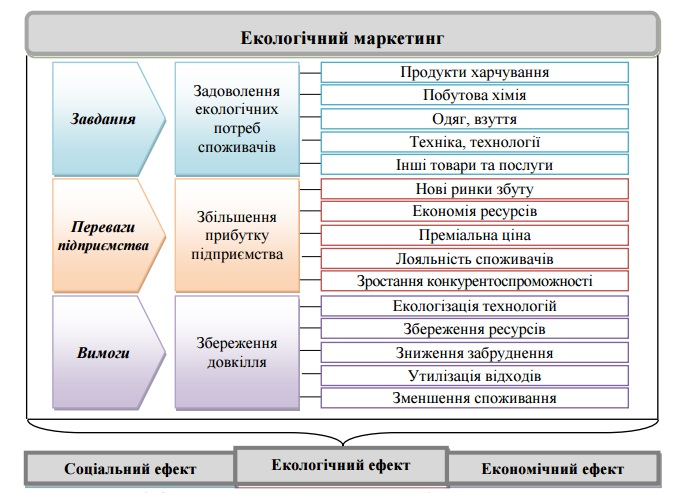 Екологічний маркетинг
Завдання
Задоволення
екологічних
потреб
споживачів
Продукти харчування
Побутова хімія
Одяг, взуття
Техніка, технології
Інші товари та послуги
Переваги
підприємства
Збільшення
прибутку
підприємства
Нові ринки збуту
Економія ресурсів
Преміальна ціна
Лояльність споживачів
Зростання конкурентоспроможності
Вимоги
Збереження
довкілля
Екологізація технологій
Збереження ресурсів
Зниження забруднення
Утилізація відходів
Зменшення споживання
Соціальний ефект
Екологічний ефект
Економічний ефект